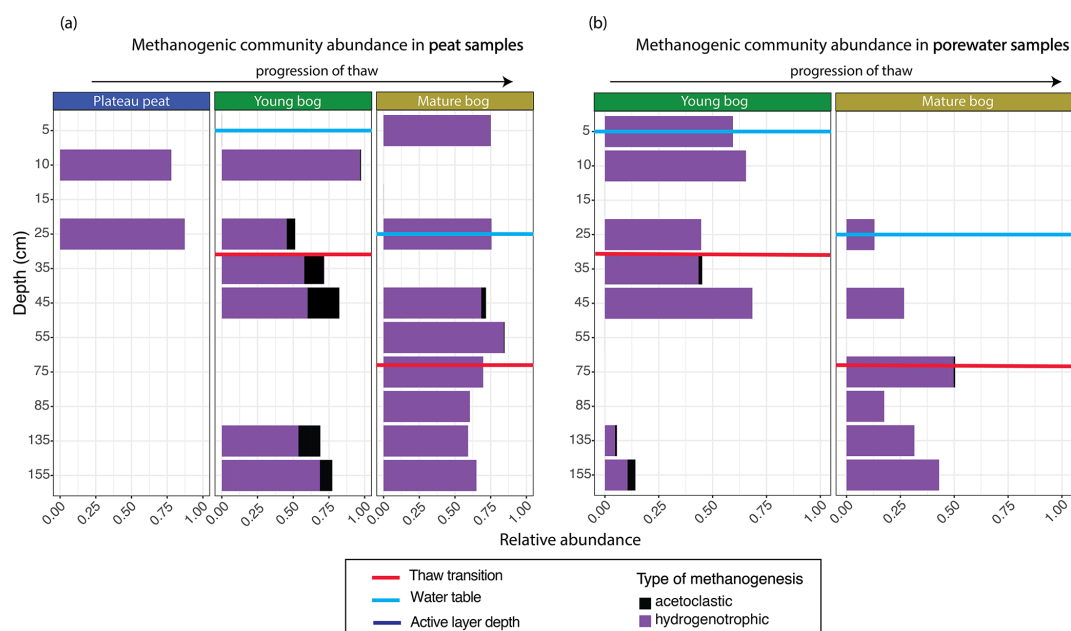 (a)
Methanogenic community abundance in peat samples
progression of thaw
Plateau peat
Young bog
Mature bog
Depth (cm)
5
10
15
25
35
45
55
75
85
135
155
0.00
0.25
0.50
0.75
1.00
0.00
0.25
0.50
0.75
1.00
0.00
0.25
0.50
0.75
1.00
(b)
Methanogenic community abundance in porewater samples
progression of thaw
Young bog
Mature bog
5
10
15
25
35
45
55
75
85
135
155
0.00
0.25
0.50
0.75
1.00
0.00
0.25
0.50
0.75
1.00
Relative abundance
Thaw transition
Water table
Active layer depth
Type of methanogenesis
acetoclastic
hydrogenotrophic